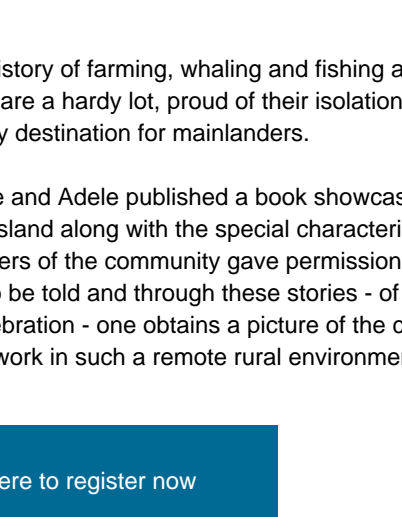 istory of farming, whaling and fishing a
are a hardy lot, proud of their isolation
y destination for mainlanders.
e and Adele published a book showcas
sland along with the special characteri
ers of the community gave permission
o be told and through these stories - of
ebration - one obtains a picture of the c
work in such a remote rural environme
ere to register now